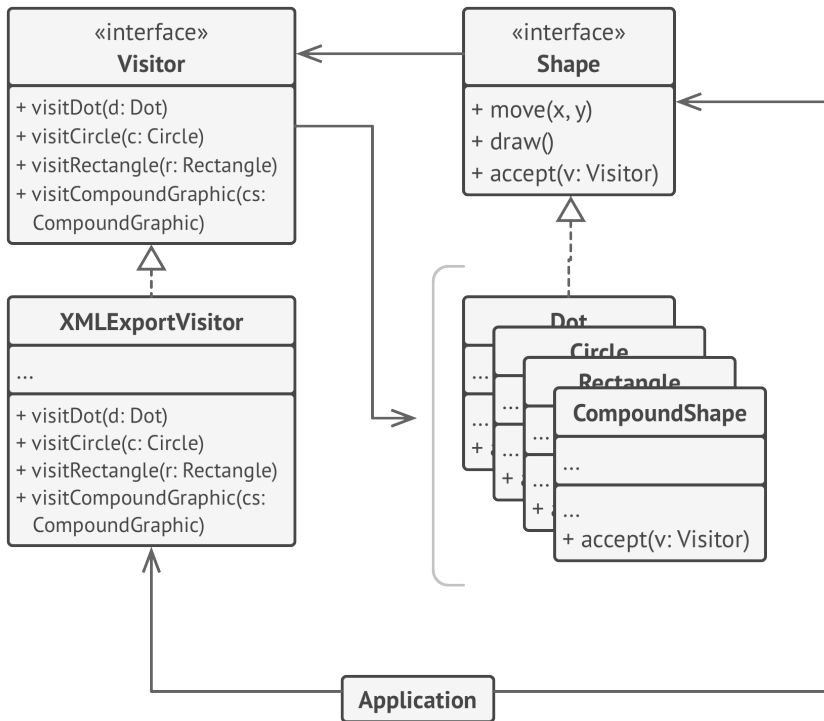 «interface»
Visitor
+ visitDot(d: Dot)
+ visitCircle(c: Circle)
+ visitRectangle(r: Rectangle)
+ visitCompoundGraphic(cs:
CompoundGraphic)
«interface»
Shape
+ move(x, y)
+ draw()
+ accept(v: Visitor)
XMLExportVisitor
...
+ visitDot(d: Dot)
+ visitCircle(c: Circle)
+ visitRectangle(r: Rectangle)
+ visitCompoundGraphic(cs:
CompoundGraphic)
Dot
...
...
+ a
Circle
...
...
+ a
Rectangle
...
...
+ a
CompoundShape
...
...
+ accept(v: Visitor)
Application